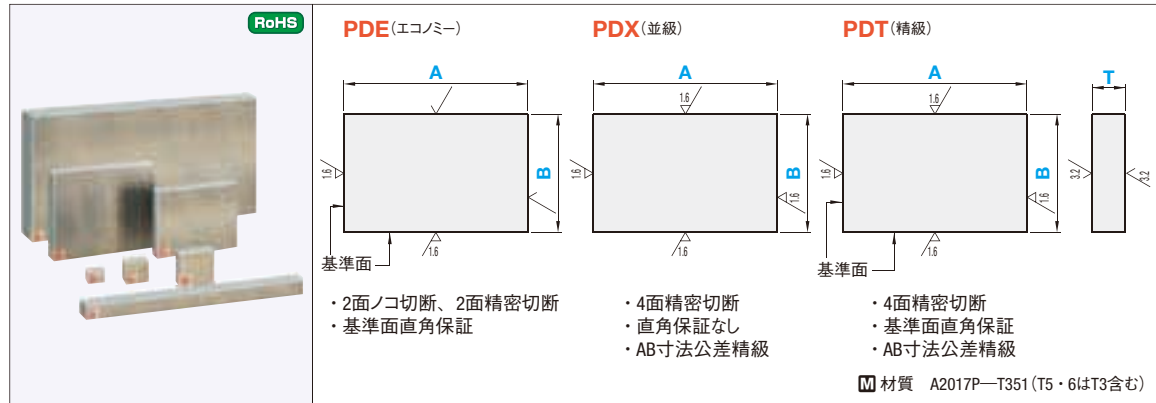 RoHS
PDE(エコノミー)
A
1.6
B
1.6
基準面
・2面ノコ切断、2面精密切断
・基準面直角保証
PDX(並級)
A
1.6
1.6
B
1.6
1.6
・4面精密切断
・直角保証なし
・AB寸法公差精級
PDT(精級)
A
T
1.6
1.6
B
1.6
3.2
3.2
1.6
基準面
・4面精密切断
・基準面直角保証
・AB寸法公差精級
M 材質 A2017P—T351(T5・6はT3含む)